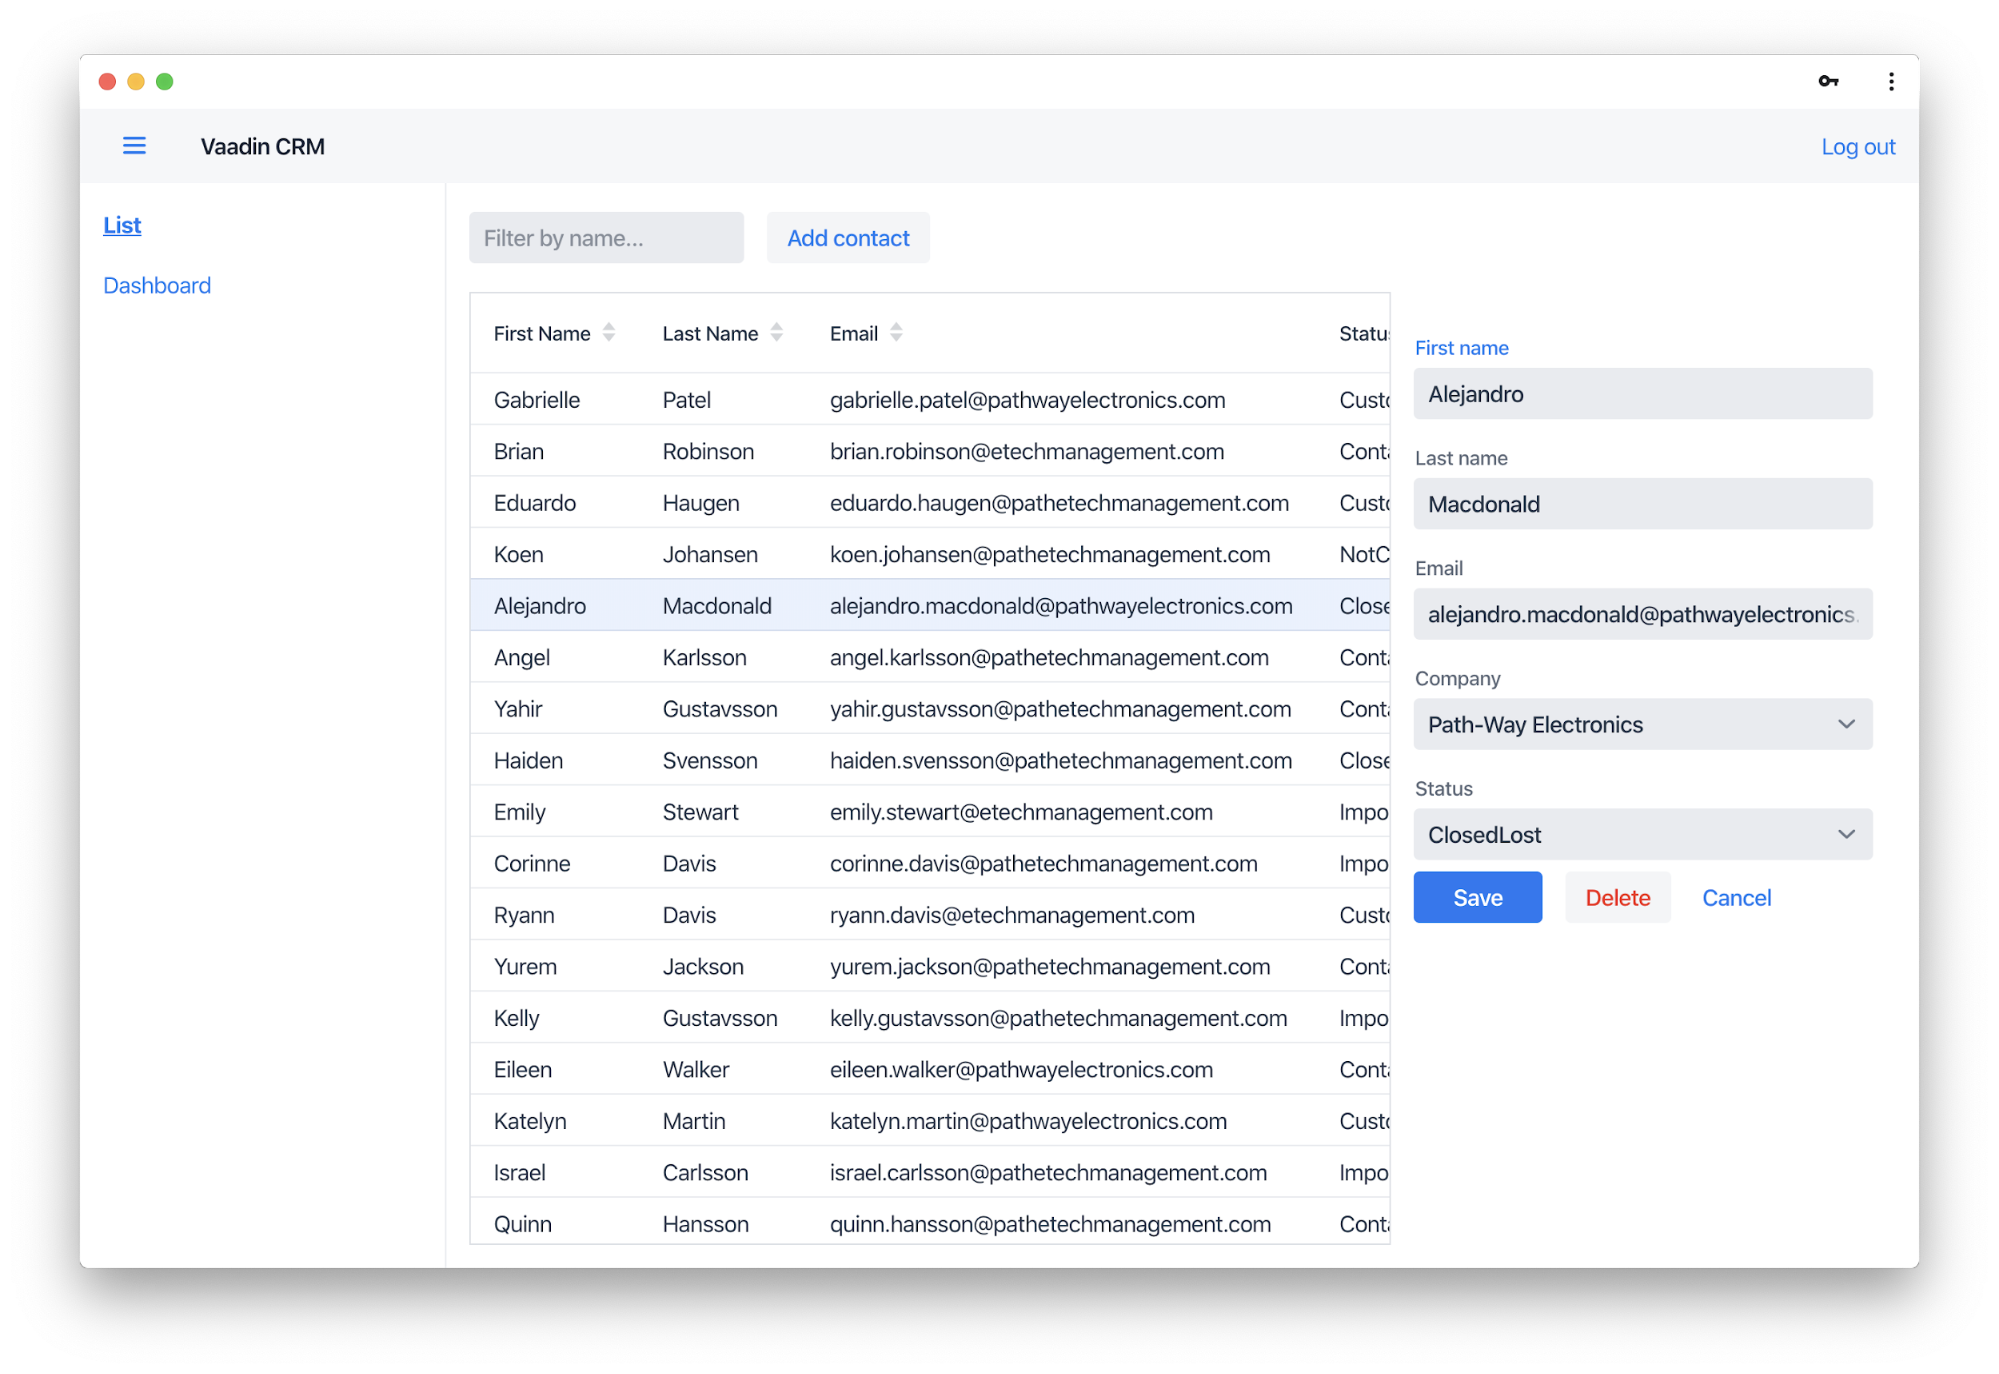 Vaadin CRM Log out
List
Dashboard
Filter by name... Add contact
First Name Last Name Email Statu
Gabrielle Patel gabrielle.patel@pathwayelectronics.com Custo
Brian Robinson brian.robinson@etechmanagement.com Conta
Eduardo Haugen eduardo.haugen@pathetechmanagement.com Custo
Koen Johansen koen.johansen@pathetechmanagement.com NotC
Alejandro Macdonald alejandro.macdonald@pathwayelectronics.com Close
Angel Karlsson angel.karlsson@pathetechmanagement.com Conta
Yahir Gustavsson yahir.gustavsson@pathetechmanagement.com Conta
Haiden Svensson haiden.svensson@pathetechmanagement.com Close
Emily Stewart emily.stewart@etechmanagement.com Impo
Corinne Davis corinne.davis@pathetechmanagement.com Impo
Ryann Davis ryann.davis@etechmanagement.com Custo
Yurem Jackson yurem.jackson@pathetechmanagement.com Conta
Kelly Gustavsson kelly.gustavsson@pathetechmanagement.com Impo
Eileen Walker eileen.walker@pathwayelectronics.com Conta
Katelyn Martin katelyn.martin@pathwayelectronics.com Custo
Israel Carlsson israel.carlsson@pathetechmanagement.com Impo
Quinn Hansson quinn.hansson@pathetechmanagement.com Conta
First name
Alejandro
Last name
Macdonald
Email
alejandro.macdonald@pathwayelectronics.
Company
Path-Way Electronics
Status
ClosedLost
Save Delete Cancel